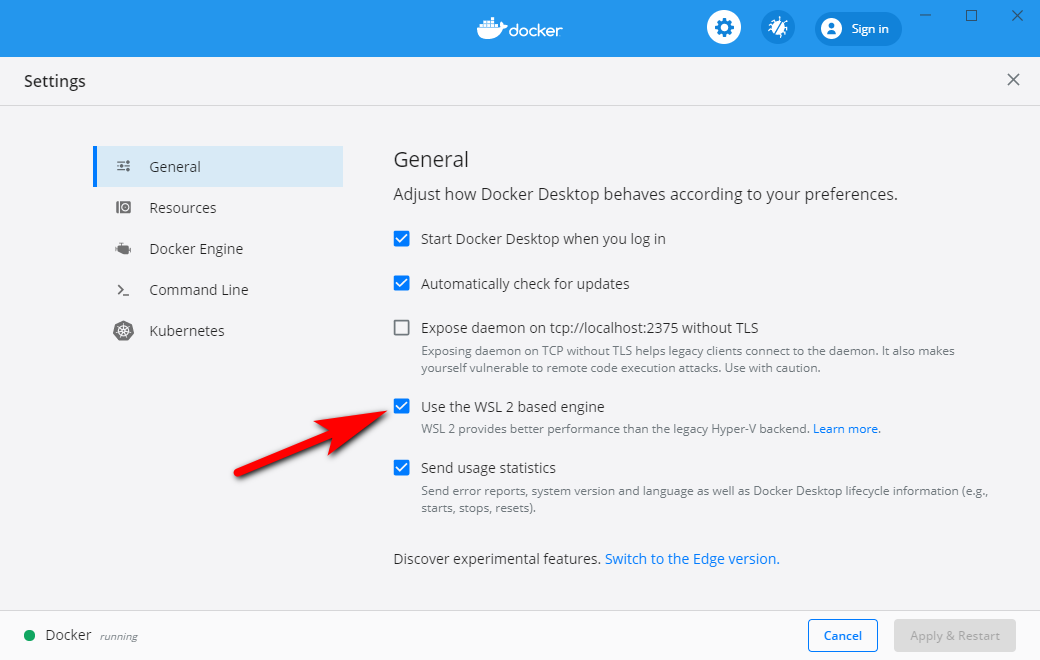 docker
Sign in
Settings
General
Resources
Docker Engine
Command Line
Kubernetes
General
Adjust how Docker Desktop behaves according to your preferences.
Start Docker Desktop when you log in
Automatically check for updates
Expose daemon on tcp://localhost:2375 without TLS
Exposing daemon on TCP without TLS helps legacy clients connect to the daemon. It also makes
yourself vulnerable to remote code execution attacks. Use with caution.
Use the WSL 2 based engine
WSL 2 provides better performance than the legacy Hyper-V backend. Learn more.
Send usage statistics
Send error reports, system version and language as well as Docker Desktop lifecycle information (e.g.,
starts, stops, resets).
Discover experimental features. Switch to the Edge version.
Docker running
Cancel
Apply & Restart